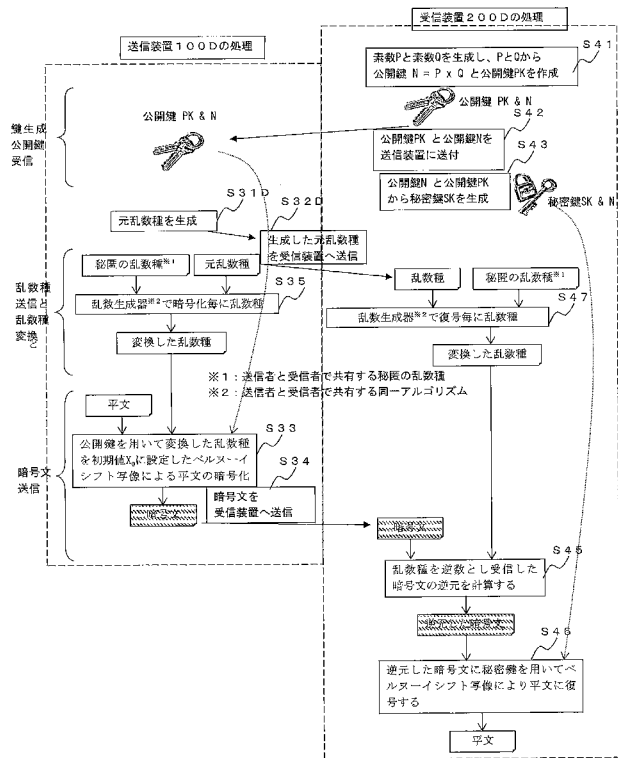 受信装置200Dの処理
送信装置100Dの処理
S41
素数Pと素数Qを生成し、PとQから
公開鍵 N = P x Q と公開鍵PKを作成
公開鍵 PK & N
S42
公開鍵 PK & N
鍵生成
公開鍵
受信
公開鍵PK と公開鍵Nを
送信装置に送付
S43
公開鍵N と公開鍵PK
から秘密鍵SKを生成
秘密鍵SK & N
S31D
元乱数種を生成
S32D
生成した元乱数種
を受信装置へ送信
秘匿の乱数種※1
元乱数種
乱数種
秘匿の乱数種※1
乱数種
送信と
乱数種
変換と
S35
乱数生成器※2で暗号化毎に乱数種
S47
乱数生成器※2で復号毎に乱数種
変換した乱数種
変換した乱数種
※1:送信者と受信者で共有する秘匿の乱数種
※2:送信者と受信者で共有する同一アルゴリズム
平文
S33
公開鍵を用いて変換した乱数種
を初期値X₀に設定したベルヌーイ
シフト写像による平文の暗号化
暗号文
送信
S34
暗号文を
受信装置へ送信
暗号文
暗号文
S45
乱数種を逆数とし受信した
暗号文の逆元を計算する
逆元した暗号文
S46
逆元した暗号文に秘密鍵を用いてベ
ルヌーイシフト写像により平文に復
号する
平文